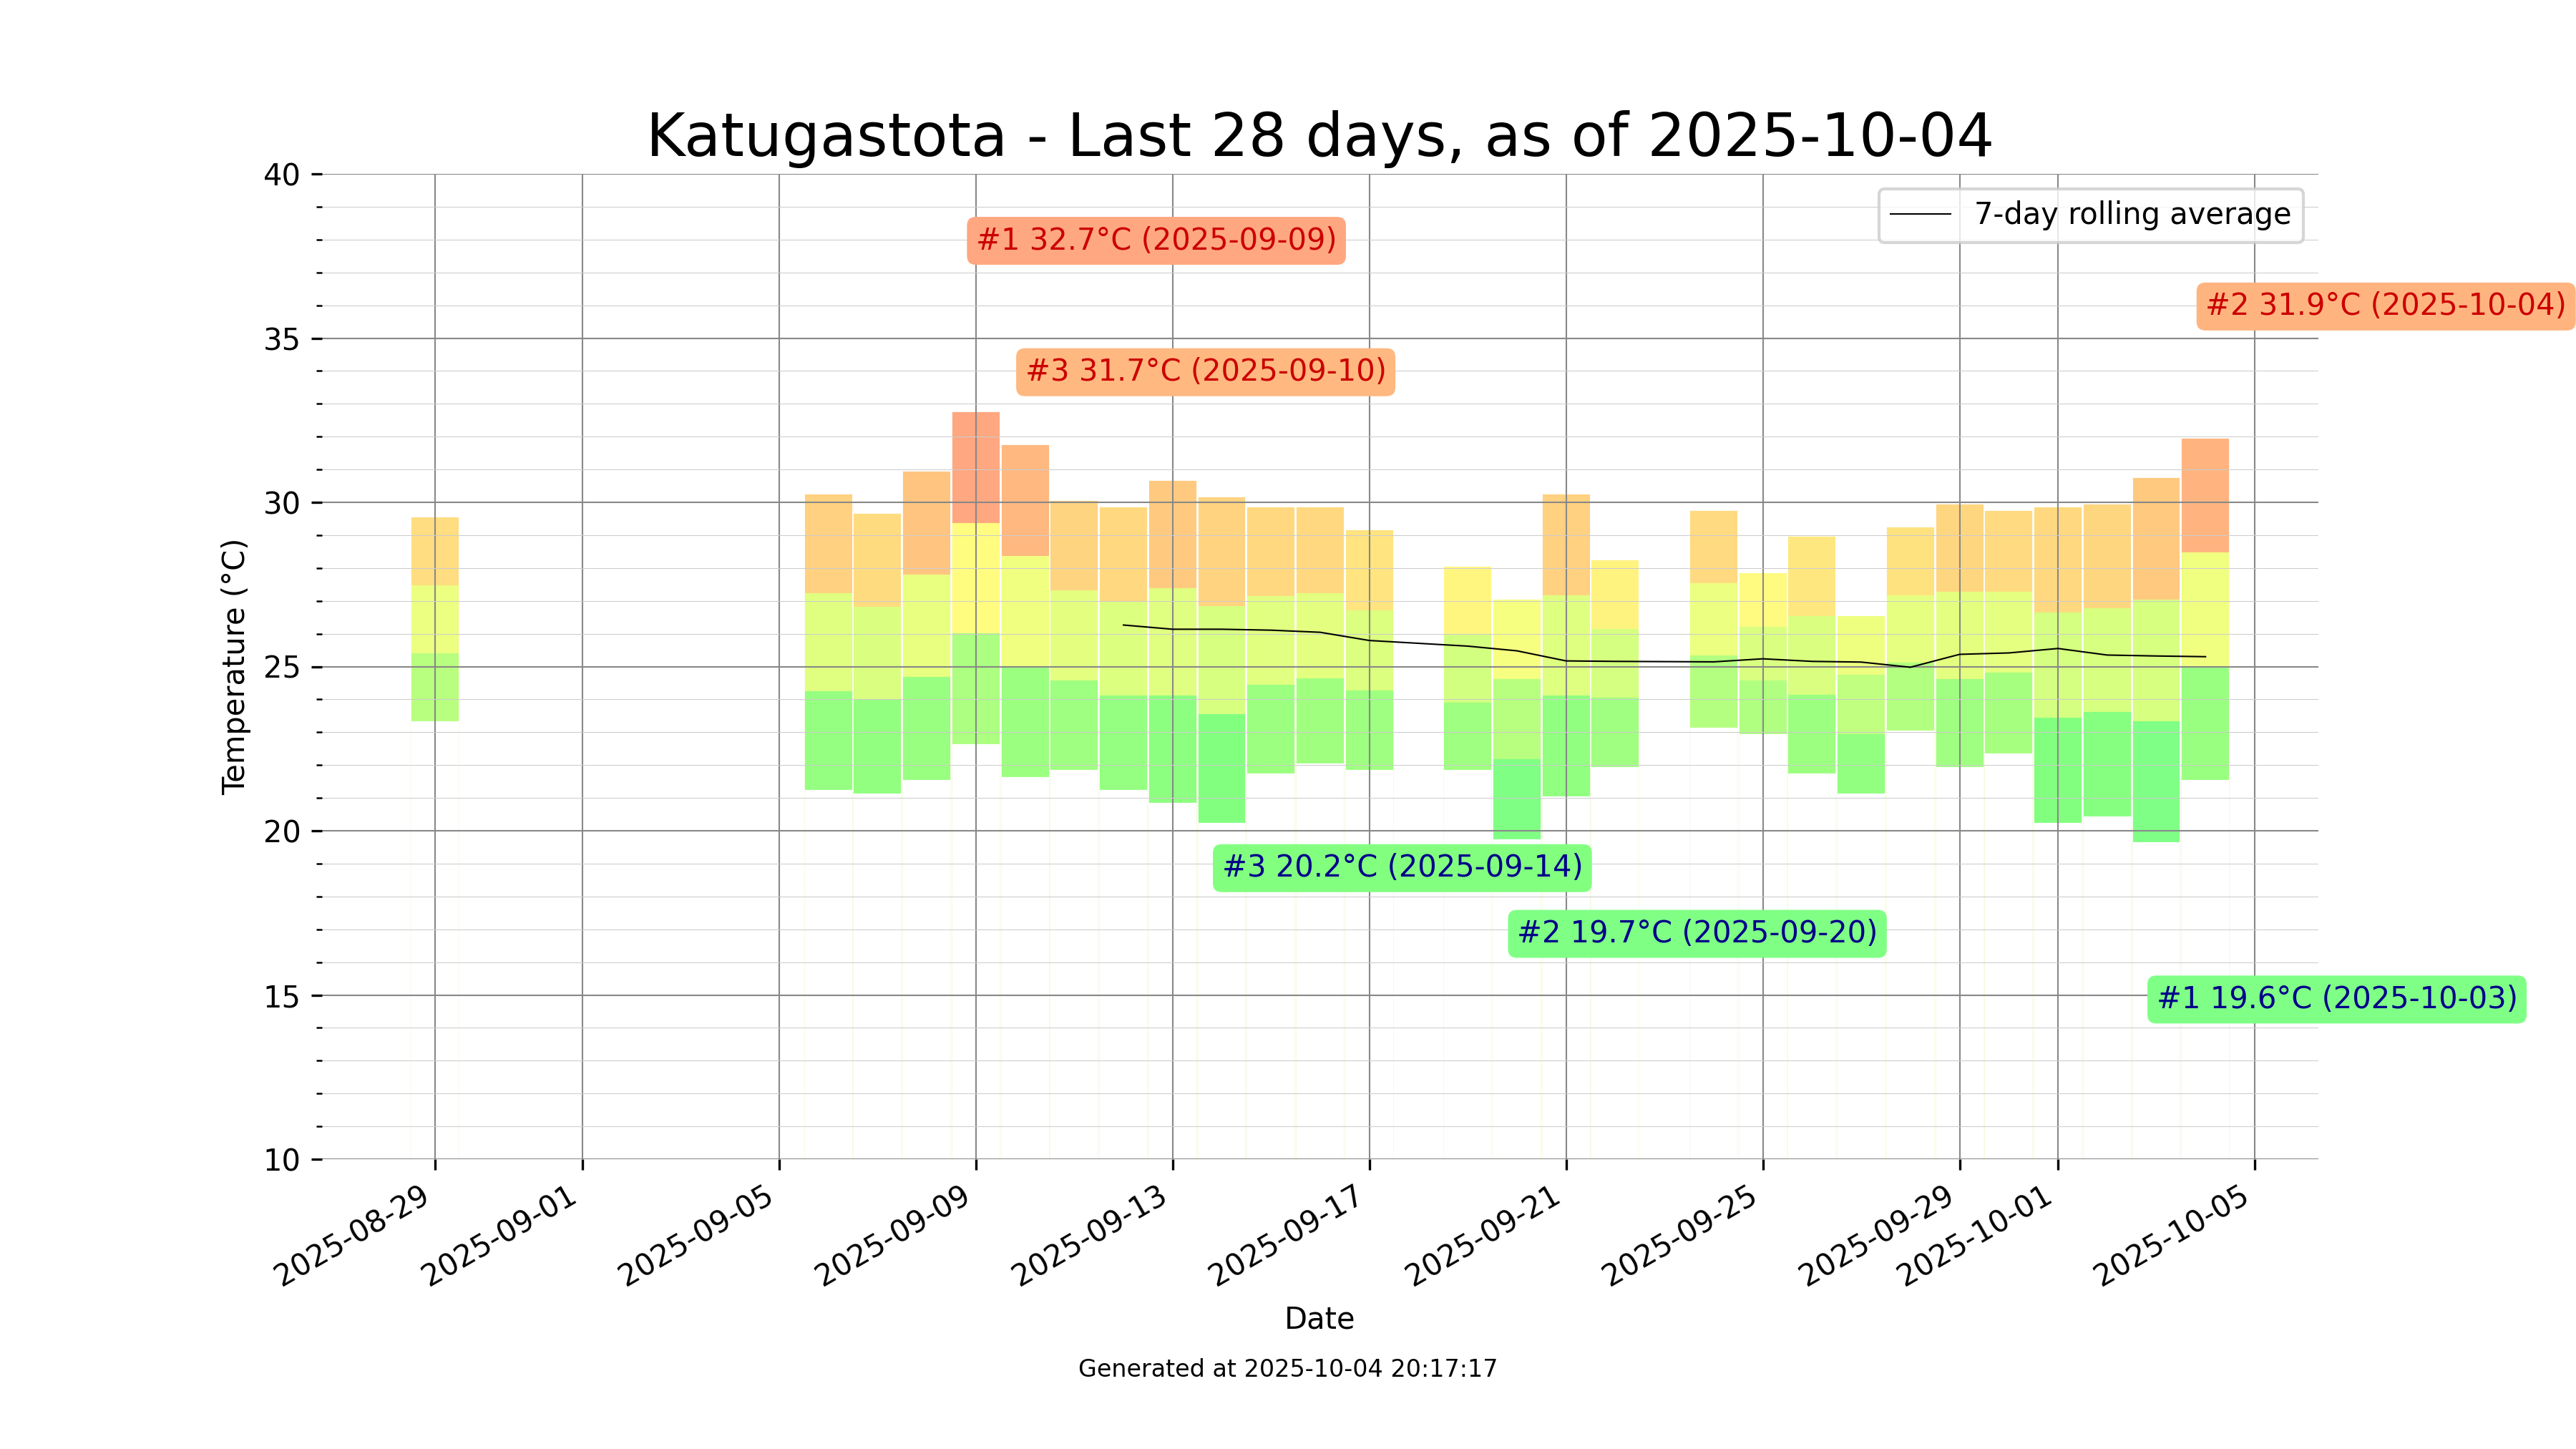 Katugastota - Last 28 days, as of 2025-10-04
7-day rolling average
#1 32.7°C (2025-09-09)
#2 31.9°C (2025-10-04)
#3 31.7°C (2025-09-10)
#3 20.2°C (2025-09-14)
#2 19.7°C (2025-09-20)
#1 19.6°C (2025-10-03)
Temperature (°C)
40
35
30
25
20
15
10
2025-08-29
2025-09-01
2025-09-05
2025-09-09
2025-09-13
2025-09-17
2025-09-21
2025-09-25
2025-09-29
2025-10-01
2025-10-05
Date
Generated at 2025-10-04 20:17:17